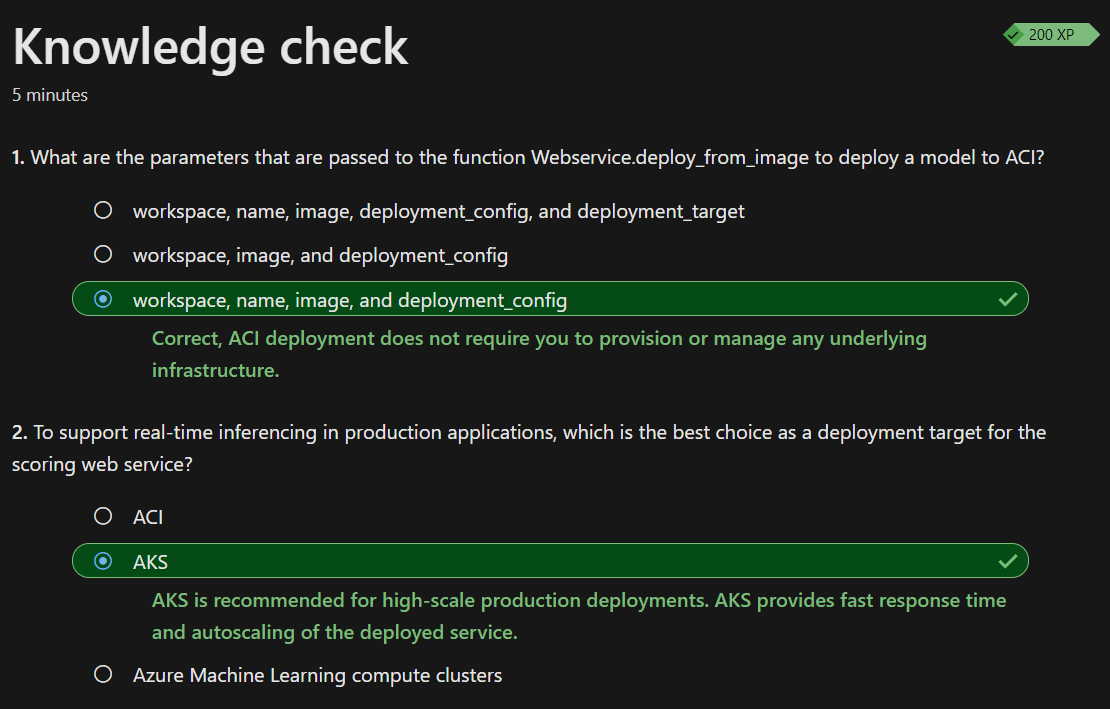 Knowledge check
200 XP
5 minutes
1. What are the parameters that are passed to the function Webservice.deploy_from_image to deploy a model to ACI?
workspace, name, image, deployment_config, and deployment_target
workspace, image, and deployment_config
workspace, name, image, and deployment_config
Correct, ACI deployment does not require you to provision or manage any underlying
infrastructure.
2. To support real-time inferencing in production applications, which is the best choice as a deployment target for the
scoring web service?
ACI
AKS
AKS is recommended for high-scale production deployments. AKS provides fast response time
and autoscaling of the deployed service.
Azure Machine Learning compute clusters